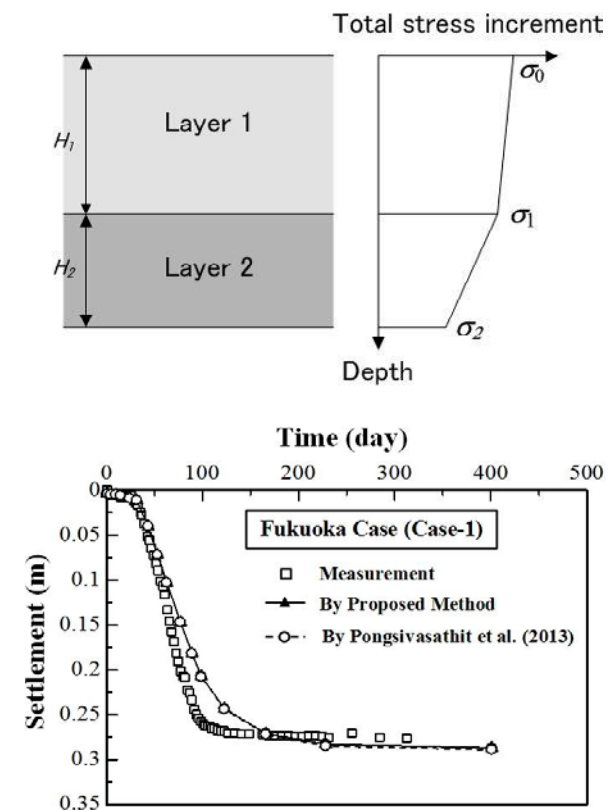 Total stress increment
σ0
H1
Layer 1
σ1
H2
Layer 2
σ2
Depth
Time (day)
0 100 200 300 400 500
0
0.05
0.1
0.15
0.2
0.25
0.3
0.35
Settlement (m)
Fukuoka Case (Case-1)
Measurement
By Proposed Method
By Pongsivasathit et al. (2013)